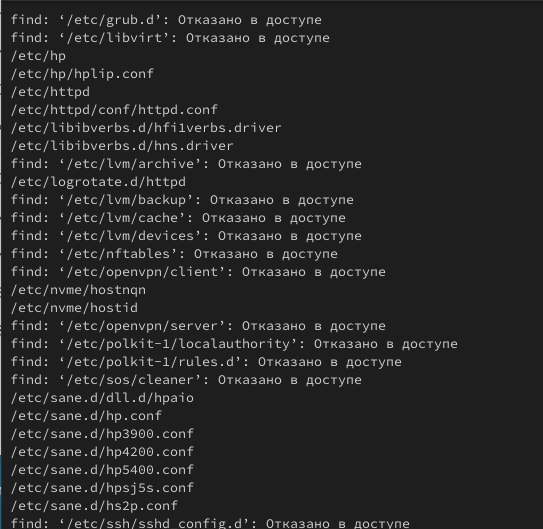 find: ‘/etc/grub.d’: Отказано в доступе
find: ‘/etc/libvirt’: Отказано в доступе
/etc/hp
/etc/hp/hplip.conf
/etc/httpd
/etc/httpd/conf/httpd.conf
/etc/libibverbs.d/hfi1verbs.driver
/etc/libibverbs.d/hns.driver
find: ‘/etc/lvm/archive’: Отказано в доступе
/etc/logrotate.d/httpd
find: ‘/etc/lvm/backup’: Отказано в доступе
find: ‘/etc/lvm/cache’: Отказано в доступе
find: ‘/etc/lvm/devices’: Отказано в доступе
find: ‘/etc/nftables’: Отказано в доступе
find: ‘/etc/openvpn/client’: Отказано в доступе
/etc/nvme/hostnqn
/etc/nvme/hostid
find: ‘/etc/openvpn/server’: Отказано в доступе
find: ‘/etc/polkit-1/localauthority’: Отказано в доступе
find: ‘/etc/polkit-1/rules.d’: Отказано в доступе
find: ‘/etc/sos/cleaner’: Отказано в доступе
/etc/sane.d/dll.d/hpaio
/etc/sane.d/hp.conf
/etc/sane.d/hp3900.conf
/etc/sane.d/hp4200.conf
/etc/sane.d/hp5400.conf
/etc/sane.d/hpsj5s.conf
/etc/sane.d/hs2p.conf
find: ‘/etc/ssh/sshd_config.d’: Отказано в доступе